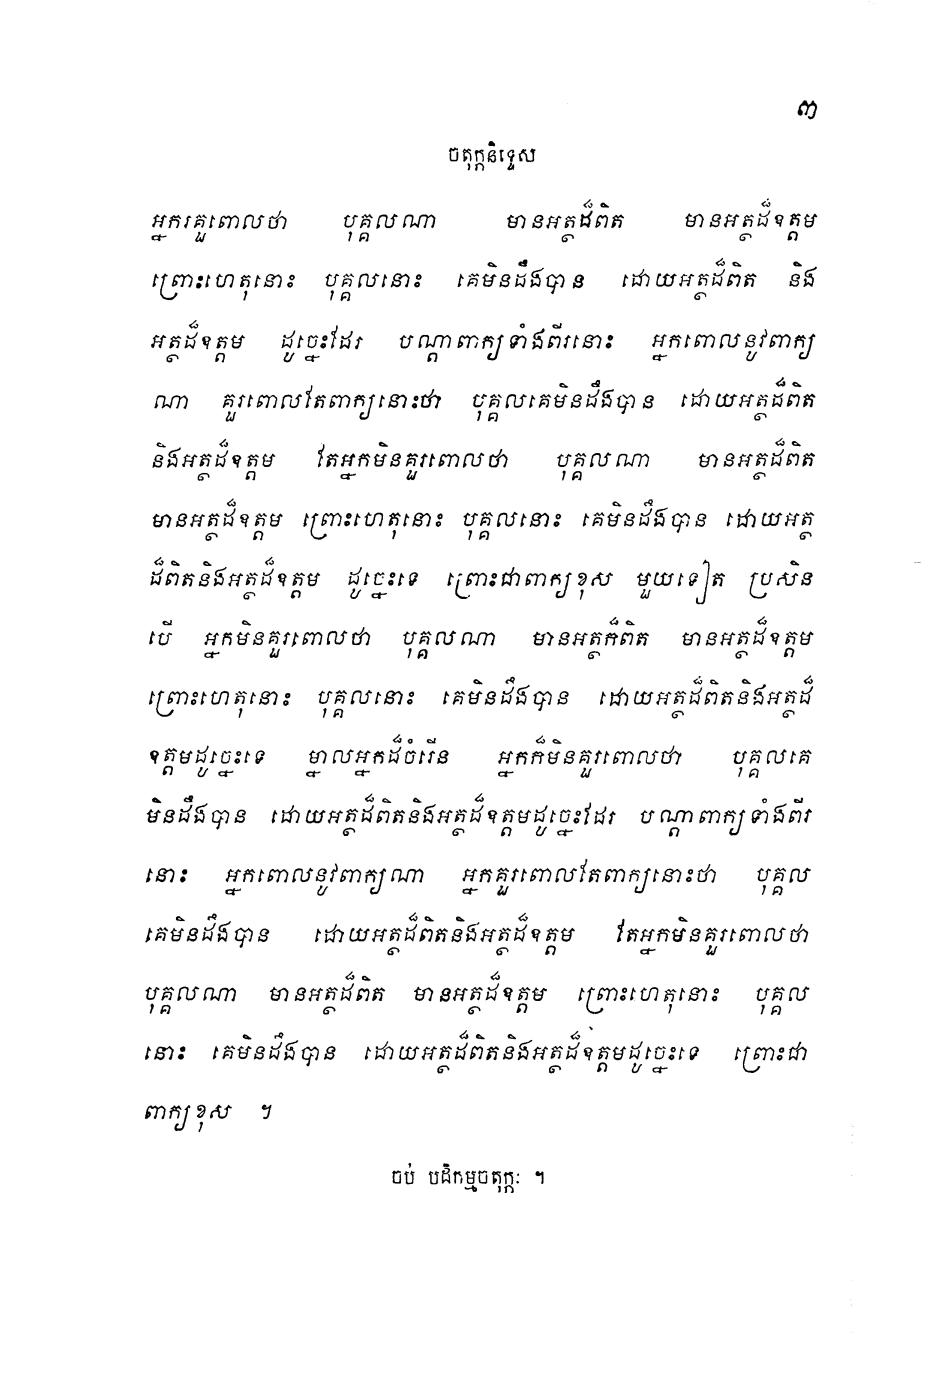 ៣
ចតុក្កនិទ្ទេស
អ្នកគួរពោលថា បុគ្គលណា មានអត្ថដ៏ពិត មានអត្ថដ៏ឧត្តម
ព្រោះហេតុនោះ បុគ្គលនោះ គេមិនដឹងបាន ដោយអត្ថដ៏ពិត និង
អត្ថដ៏ឧត្តម ដូច្នេះដែរ បណ្តាពាក្យទាំងពីរនោះ អ្នកពោលនូវពាក្យ
ណា គួរពោលតែពាក្យនោះថា បុគ្គលគេមិនដឹងបាន ដោយអត្ថដ៏ពិត
និងអត្ថដ៏ឧត្តម តែអ្នកមិនគួរពោលថា បុគ្គលណា មានអត្ថដ៏ពិត
មានអត្ថដ៏ឧត្តម ព្រោះហេតុនោះ បុគ្គលនោះ គេមិនដឹងបាន ដោយអត្ថ
ដ៏ពិតនិងអត្ថដ៏ឧត្តម ដូច្នេះទេ ព្រោះជាពាក្យខុស មួយទៀត ប្រសិន
បើ អ្នកមិនគួរពោលថា បុគ្គលណា មានអត្ថក៏ពិត មានអត្ថដ៏ឧត្តម
ព្រោះហេតុនោះ បុគ្គលនោះ គេមិនដឹងបាន ដោយអត្ថដ៏ពិតនិងអត្ថដ៏
ឧត្តមដូច្នេះទេ ម្នាលអ្នកដ៏ចំរើន អ្នកក៏មិនគួរពោលថា បុគ្គលគេ
មិនដឹងបាន ដោយអត្ថដ៏ពិតនិងអត្ថដ៏ឧត្តមដូច្នេះដែរ បណ្តាពាក្យទាំងពីរ
នោះ អ្នកពោលនូវពាក្យណា អ្នកគួរពោលតែពាក្យនោះថា បុគ្គល
គេមិនដឹងបាន ដោយអត្ថដ៏ពិតនិងអត្ថដ៏ឧត្តម តែអ្នកមិនគួរពោលថា
បុគ្គលណា មានអត្ថដ៏ពិត មានអត្ថដ៏ឧត្តម ព្រោះហេតុនោះ បុគ្គល
នោះ គេមិនដឹងបាន ដោយអត្ថដ៏ពិតនិងអត្ថដ៏ឧត្តមដូច្នេះទេ ព្រោះជា
ពាក្យខុស ។
ចប់ បដិកម្មចតុក្កៈ ។